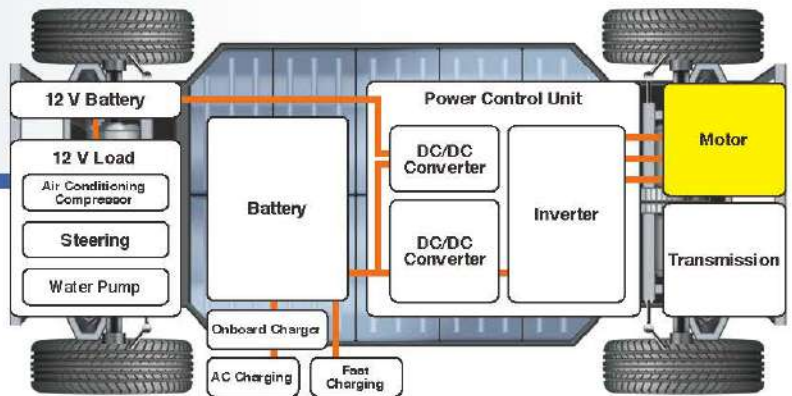 12 V Battery
12 V Load
Air Conditioning
Compressor
Steering
Water Pump
Battery
Onboard Charger
AC Charging
Fast
Charging
Power Control Unit
DC/DC
Converter
DC/DC
Converter
Inverter
Motor
Transmission